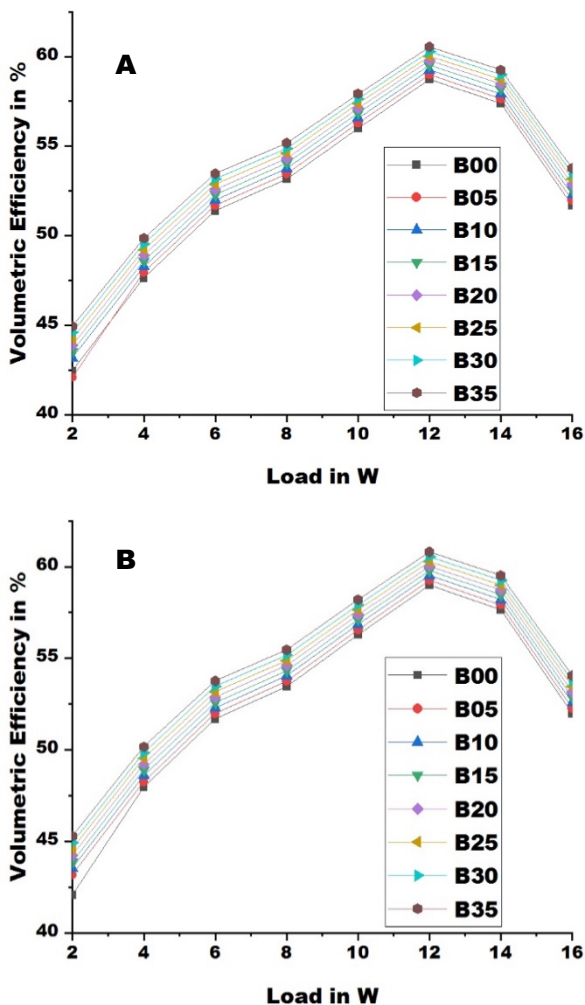 A
Volumetric Efficiency in %
60
55
50
45
40
B00
B05
B10
B15
B20
B25
B30
B35
2 4 6 8 10 12 14 16
Load in W
B
Volumetric Efficiency in %
60
55
50
45
40
B00
B05
B10
B15
B20
B25
B30
B35
2 4 6 8 10 12 14 16
Load in W